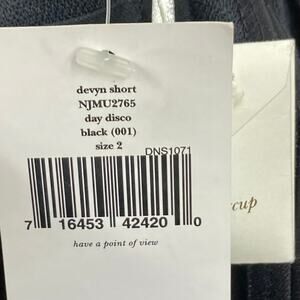 devyn short
NJMU2765
day disco
black (001)
size 2
DNS1071
7 16453 42420 0
have a point of view